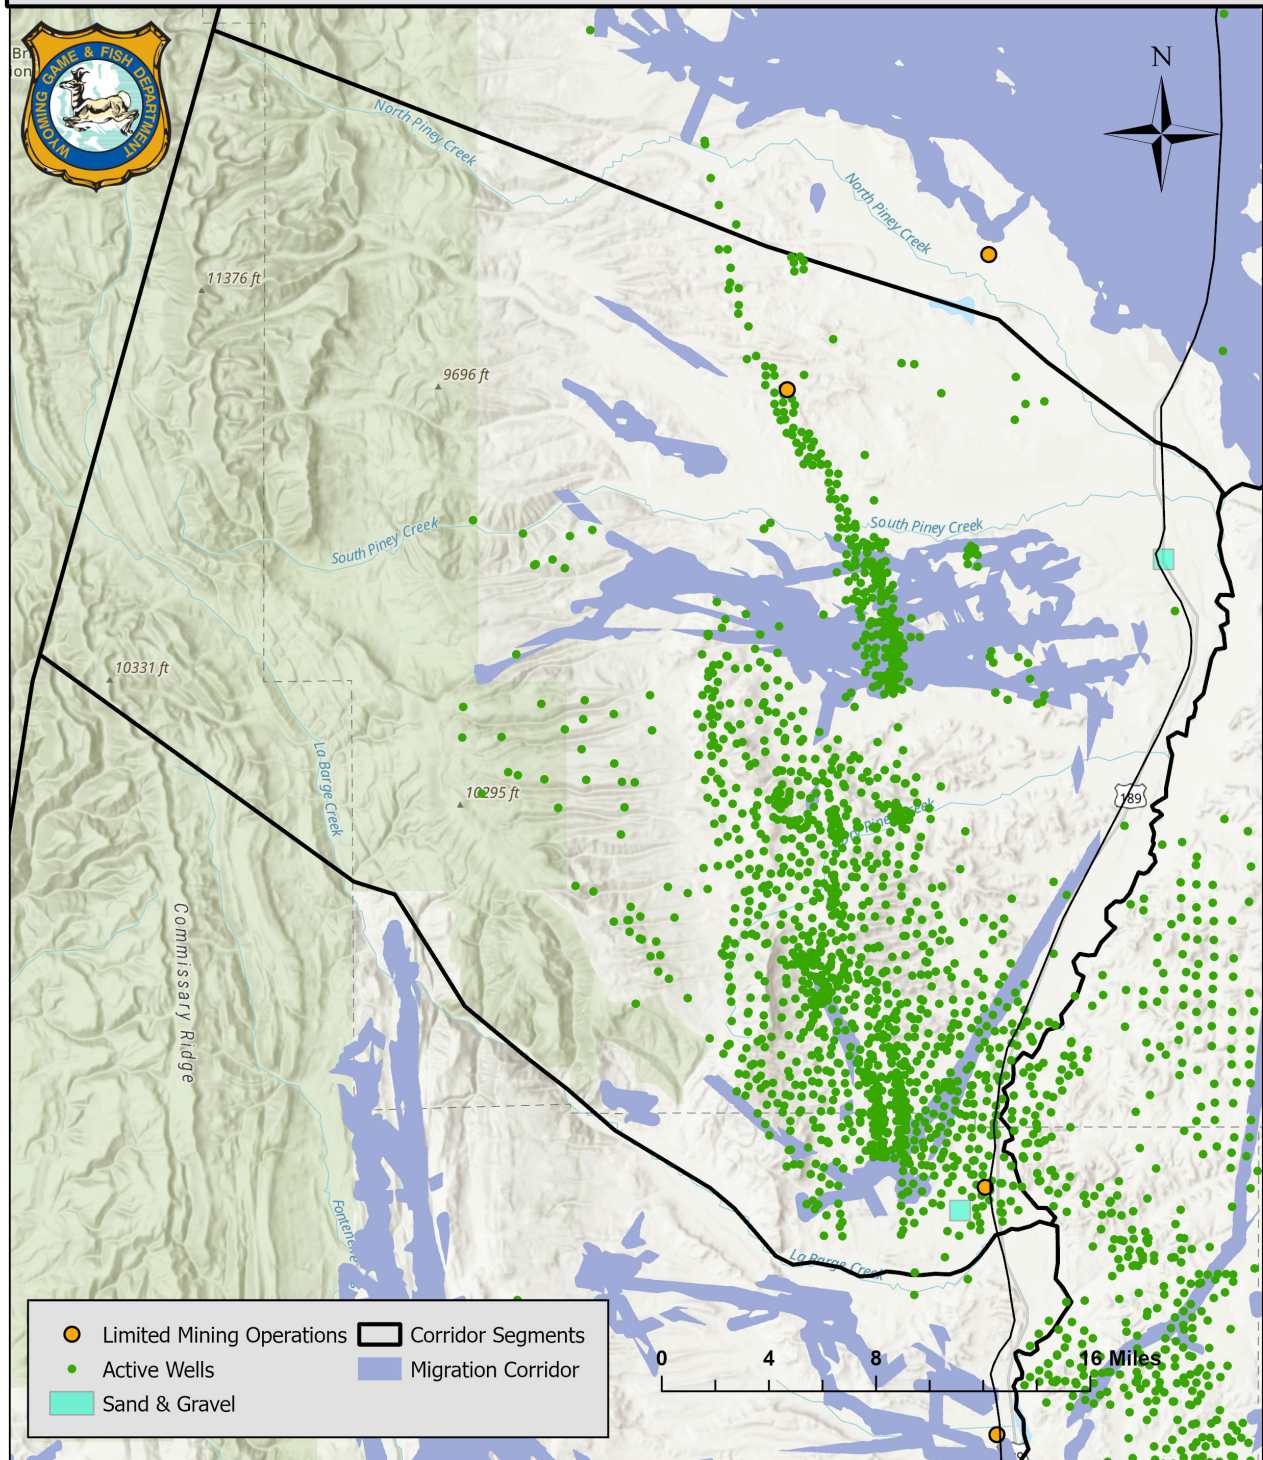 WYOMING GAME & FISH DEPARTMENT
Br
ion
N
North Piney Creek
North Piney Creek
11376 ft
9696 ft
South Piney Creek
South Piney Creek
10331 ft
La Barge Creek
10295 ft
189
Commissary Ridge
La Barge Creek
Limited Mining Operations
Corridor Segments
Active Wells
Migration Corridor
Sand & Gravel
0 4 8 16 Miles